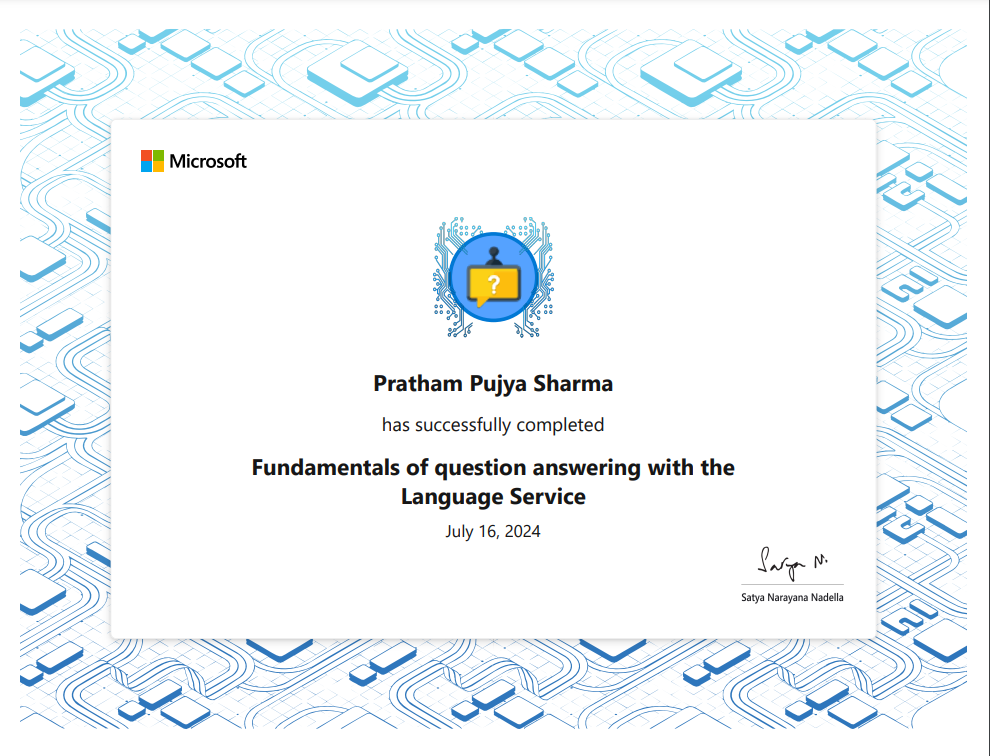 Microsoft
?
Pratham Pujya Sharma
has successfully completed
Fundamentals of question answering with the
Language Service
July 16, 2024
Satya N.
Satya Narayana Nadella